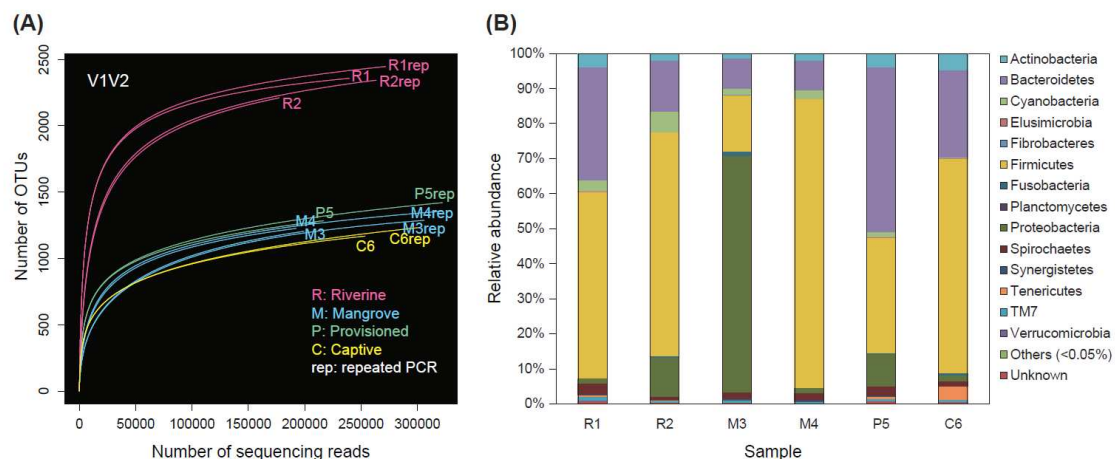 (A)
V1V2
Number of OTUs
2500
2000
1500
1000
500
0
R1rep
R1
R2rep
R2
P5rep
P5
M4rep
M4
M3rep
M3
C6rep
C6
R: Riverine
M: Mangrove
P: Provisioned
C: Captive
rep: repeated PCR
0 50000 100000 150000 200000 250000 300000
Number of sequencing reads
(B)
Relative abundance
100%
90%
80%
70%
60%
50%
40%
30%
20%
10%
0%
R1 R2 M3 M4 P5 C6
Sample
Actinobacteria
Bacteroidetes
Cyanobacteria
Elusimicrobia
Fibrobacteres
Firmicutes
Fusobacteria
Planctomycetes
Proteobacteria
Spirochaetes
Synergistetes
Tenericutes
TM7
Verrucomicrobia
Others (<0.05%)
Unknown